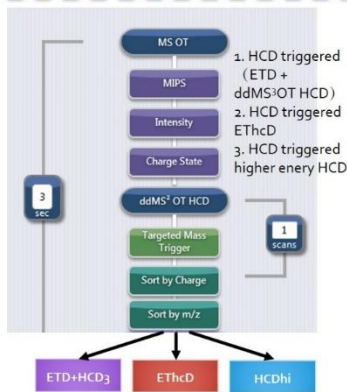 MS OT
MIPS
Intensity
Charge State
ddMS² OT HCD
Targeted Mass
Trigger
Sort by Charge
Sort by m/z
3
sec
1
scans
1. HCD triggered
(ETD +
ddMS³OT HCD)
2. HCD triggered
EThcD
3. HCD triggered
higher enery HCD
ETD+HCD3
EThcD
HCDhi